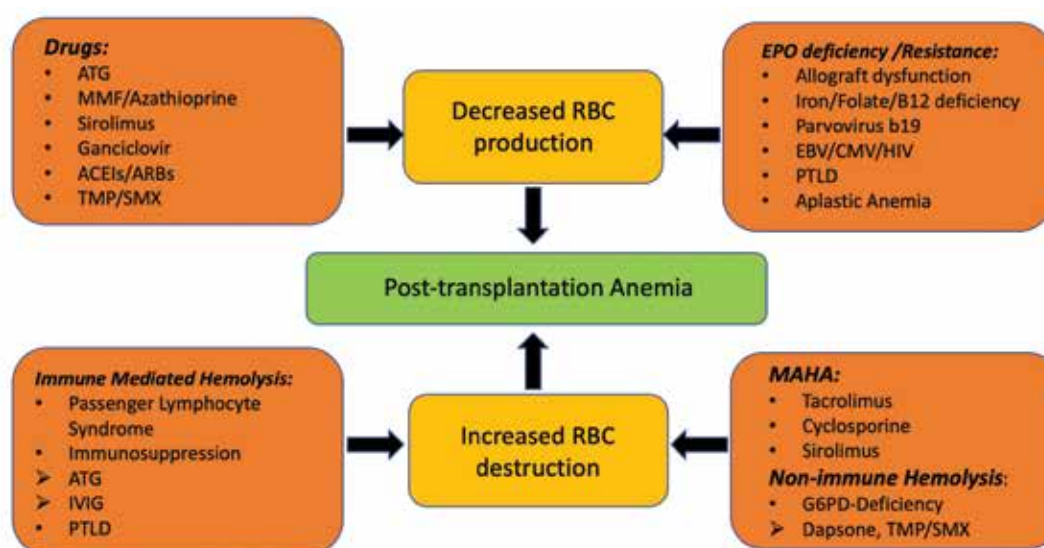 Drugs:
• ATG
• MMF/Azathioprine
• Sirolimus
• Ganciclovir
• ACEIs/ARBs
• TMP/SMX
Decreased RBC
production
EPO deficiency /Resistance:
• Allograft dysfunction
• Iron/Folate/B12 deficiency
• Parvovirus b19
• EBV/CMV/HIV
• PTLD
• Aplastic Anemia
Post-transplantation Anemia
Immune Mediated Hemolysis:
• Passenger Lymphocyte
Syndrome
• Immunosuppression
➢ ATG
➢ IVIG
• PTLD
Increased RBC
destruction
MAHA:
• Tacrolimus
• Cyclosporine
• Sirolimus
Non-immune Hemolysis:
• G6PD-Deficiency
➢ Dapsone, TMP/SMX